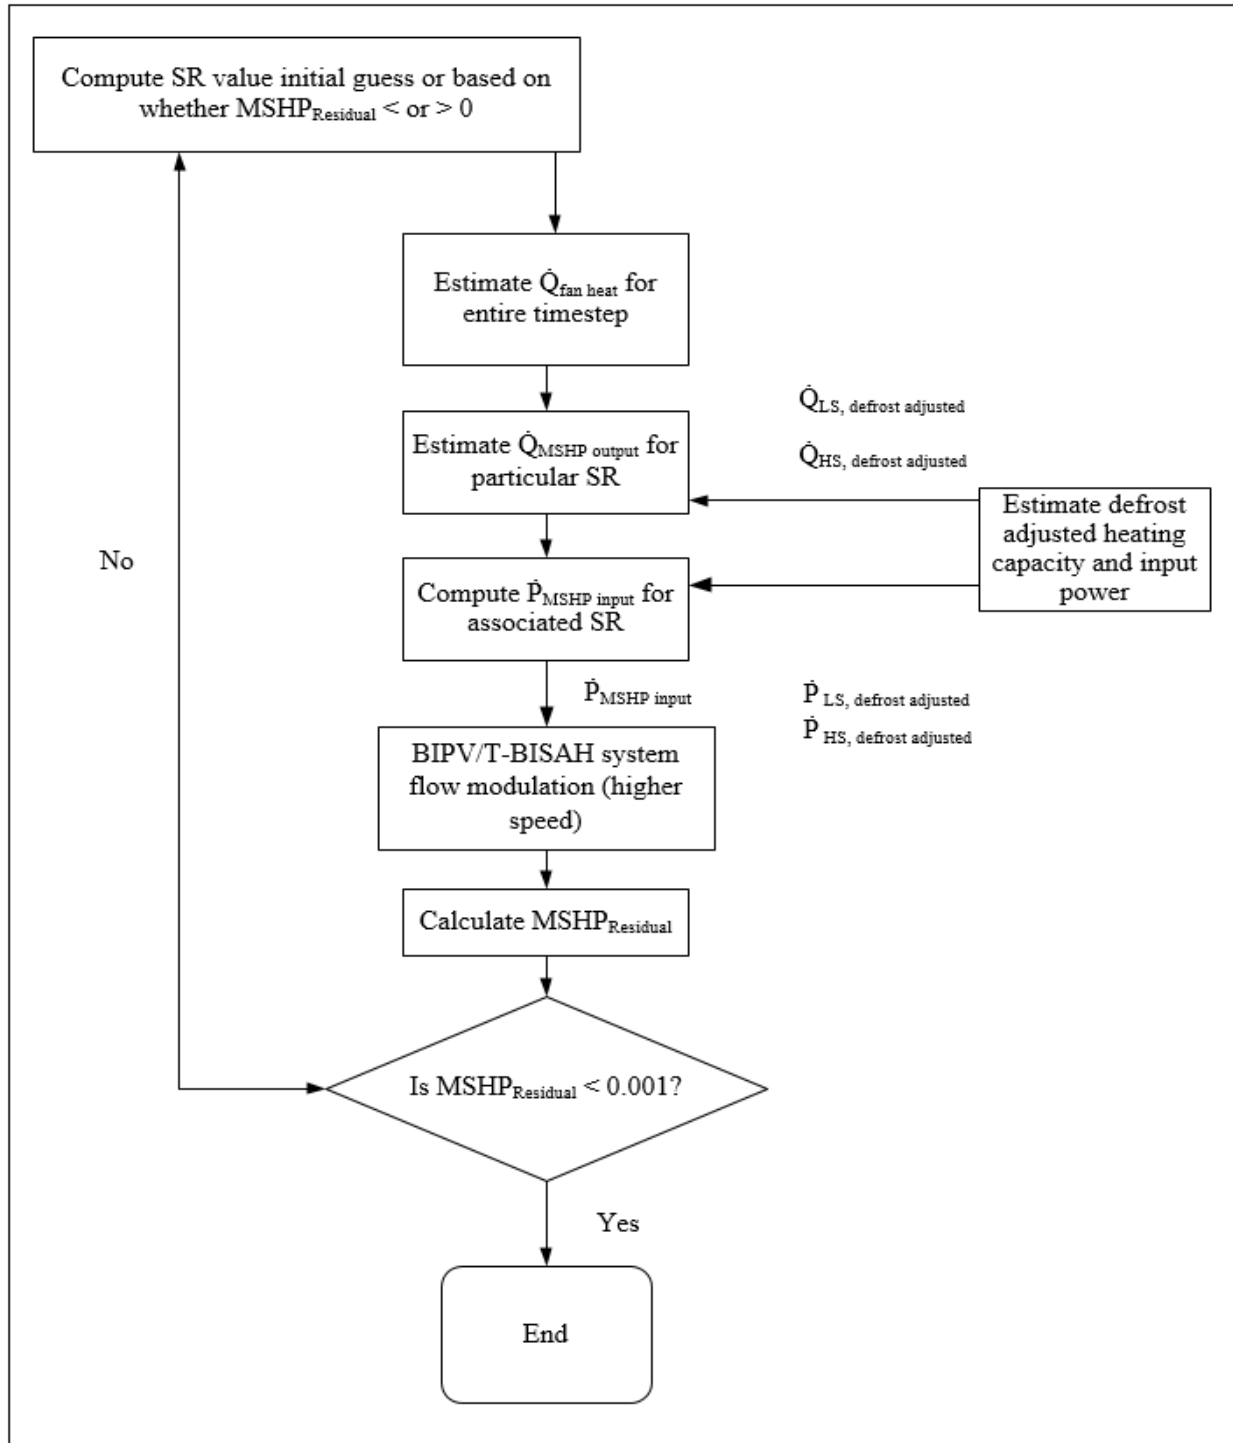 Compute SR value initial guess or based on
whether MSHP_Residual < or > 0
Estimate Q̇_fan heat for
entire timestep
Q̇_LS, defrost adjusted
Estimate Q̇_MSHP output for
particular SR
Q̇_HS, defrost adjusted
Estimate defrost
adjusted heating
capacity and input
power
No
Compute Ṗ_MSHP input for
associated SR
Ṗ_MSHP input
Ṗ_LS, defrost adjusted
Ṗ_HS, defrost adjusted
BIPV/T-BISAH system
flow modulation (higher
speed)
Calculate MSHP_Residual
Is MSHP_Residual < 0.001?
Yes
End